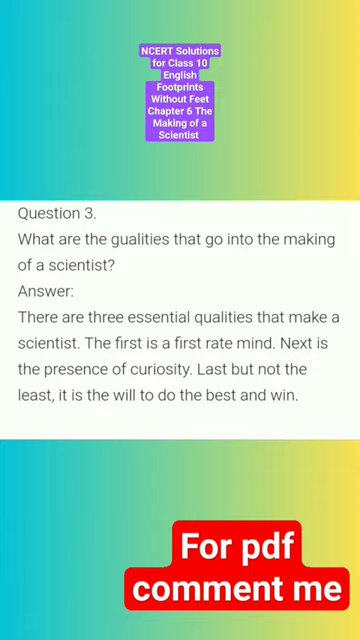 NCERT Solutions
for Class 10
English
Footprints
Without Feet
Chapter 6 The
Making of a
Scientist
Question 3.
What are the gualities that go into the making
of a scientist?
Answer:
There are three essential qualities that make a
scientist. The first is a first rate mind. Next is
the presence of curiosity. Last but not the
least, it is the will to do the best and win.
For pdf
comment me